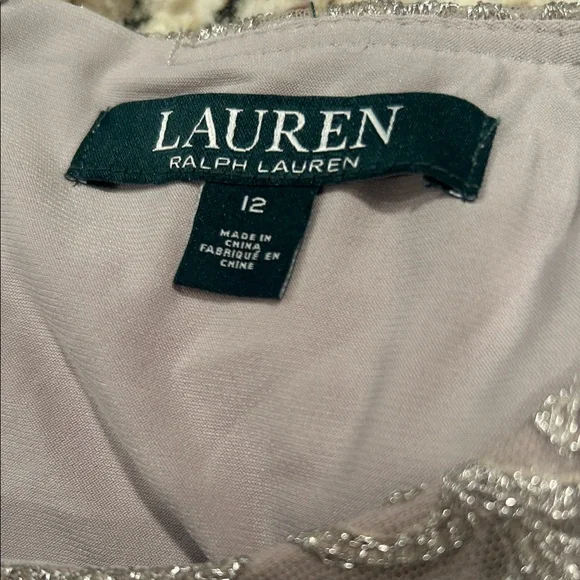 LAUREN
RALPH LAUREN
12
MADE IN
CHINA
FABRIQUÉ EN
CHINE